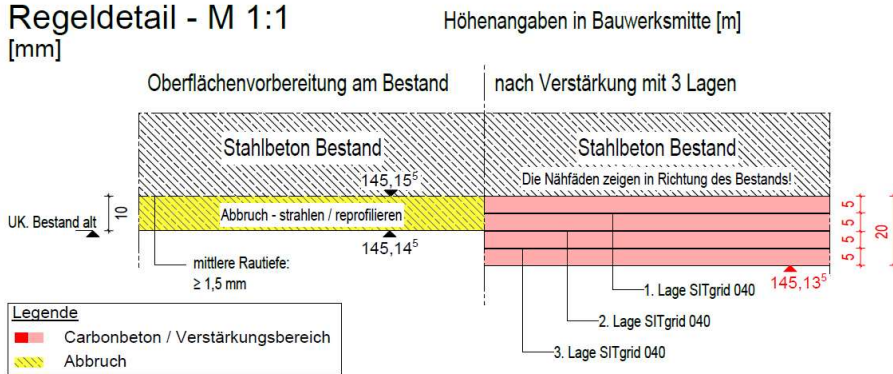 Regeldetail - M 1:1
[mm]
Höhenangaben in Bauwerksmitte [m]
Oberflächenvorbereitung am Bestand
nach Verstärkung mit 3 Lagen
Stahlbeton Bestand
Stahlbeton Bestand
145,15⁵
Die Nähfäden zeigen in Richtung des Bestands!
UK. Bestand alt
10
Abbruch - strahlen / reprofilieren
5
5
5
5
20
145,14⁵
mittlere Rautiefe:
≥ 1,5 mm
145,13⁵
1. Lage SITgrid 040
2. Lage SITgrid 040
3. Lage SITgrid 040
Legende
Carbonbeton / Verstärkungsbereich
Abbruch